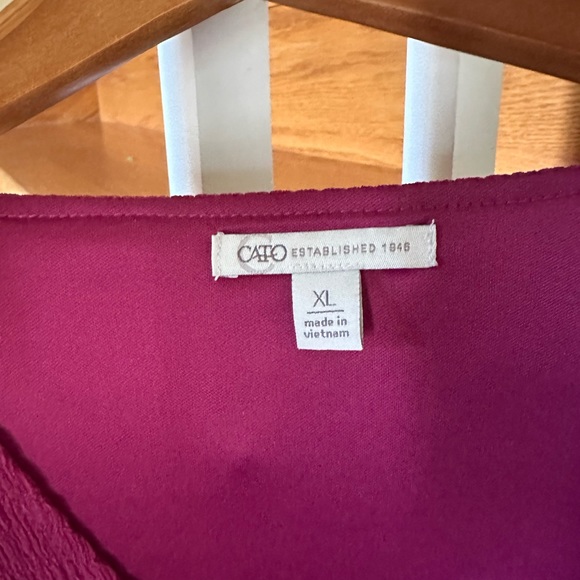 CATO ESTABLISHED 1946
XL
made in
vietnam